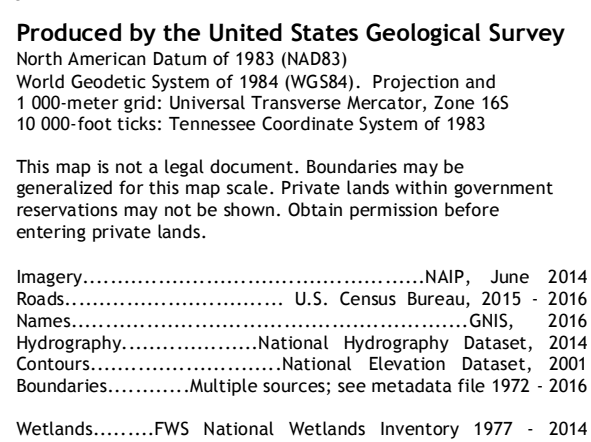 Produced by the United States Geological Survey
North American Datum of 1983 (NAD83)
World Geodetic System of 1984 (WGS84). Projection and
1 000-meter grid: Universal Transverse Mercator, Zone 16S
10 000-foot ticks: Tennessee Coordinate System of 1983
This map is not a legal document. Boundaries may be
generalized for this map scale. Private lands within government
reservations may not be shown. Obtain permission before
entering private lands.
Imagery..................................................NAIP, June 2014
Roads................................ U.S. Census Bureau, 2015 - 2016
Names..........................................................GNIS, 2016
Hydrography....................National Hydrography Dataset, 2014
Contours............................National Elevation Dataset, 2001
Boundaries............Multiple sources; see metadata file 1972 - 2016
Wetlands.........FWS National Wetlands Inventory 1977 - 2014